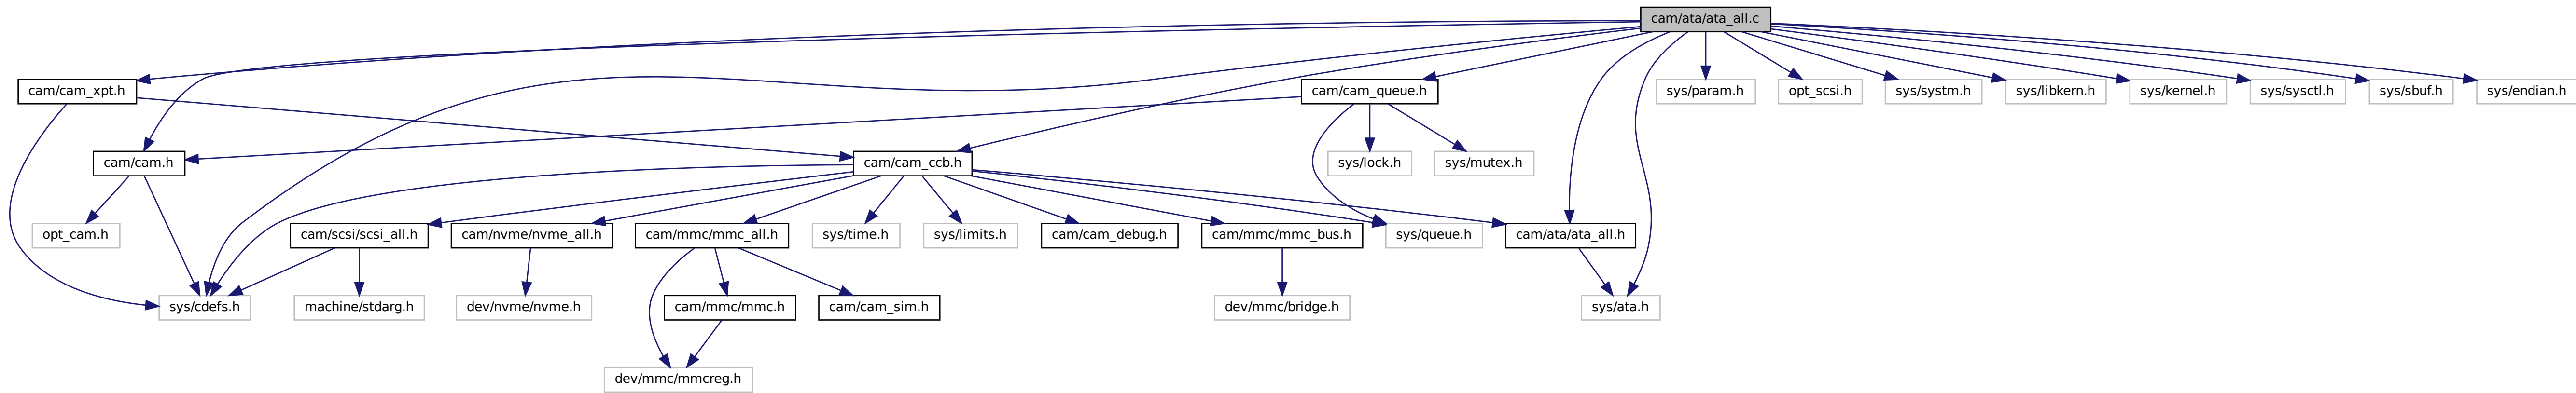 cam/ata/ata_all.c
cam/cam_xpt.h
cam/cam_queue.h
sys/param.h
opt_scsi.h
sys/systm.h
sys/libkern.h
sys/kernel.h
sys/sysctl.h
sys/sbuf.h
sys/endian.h
cam/cam.h
cam/cam_ccb.h
sys/lock.h
sys/mutex.h
opt_cam.h
cam/scsi/scsi_all.h
cam/nvme/nvme_all.h
cam/mmc/mmc_all.h
sys/time.h
sys/limits.h
cam/cam_debug.h
cam/mmc/mmc_bus.h
sys/queue.h
cam/ata/ata_all.h
sys/cdefs.h
machine/stdarg.h
dev/nvme/nvme.h
cam/mmc/mmc.h
cam/cam_sim.h
dev/mmc/bridge.h
sys/ata.h
dev/mmc/mmcreg.h